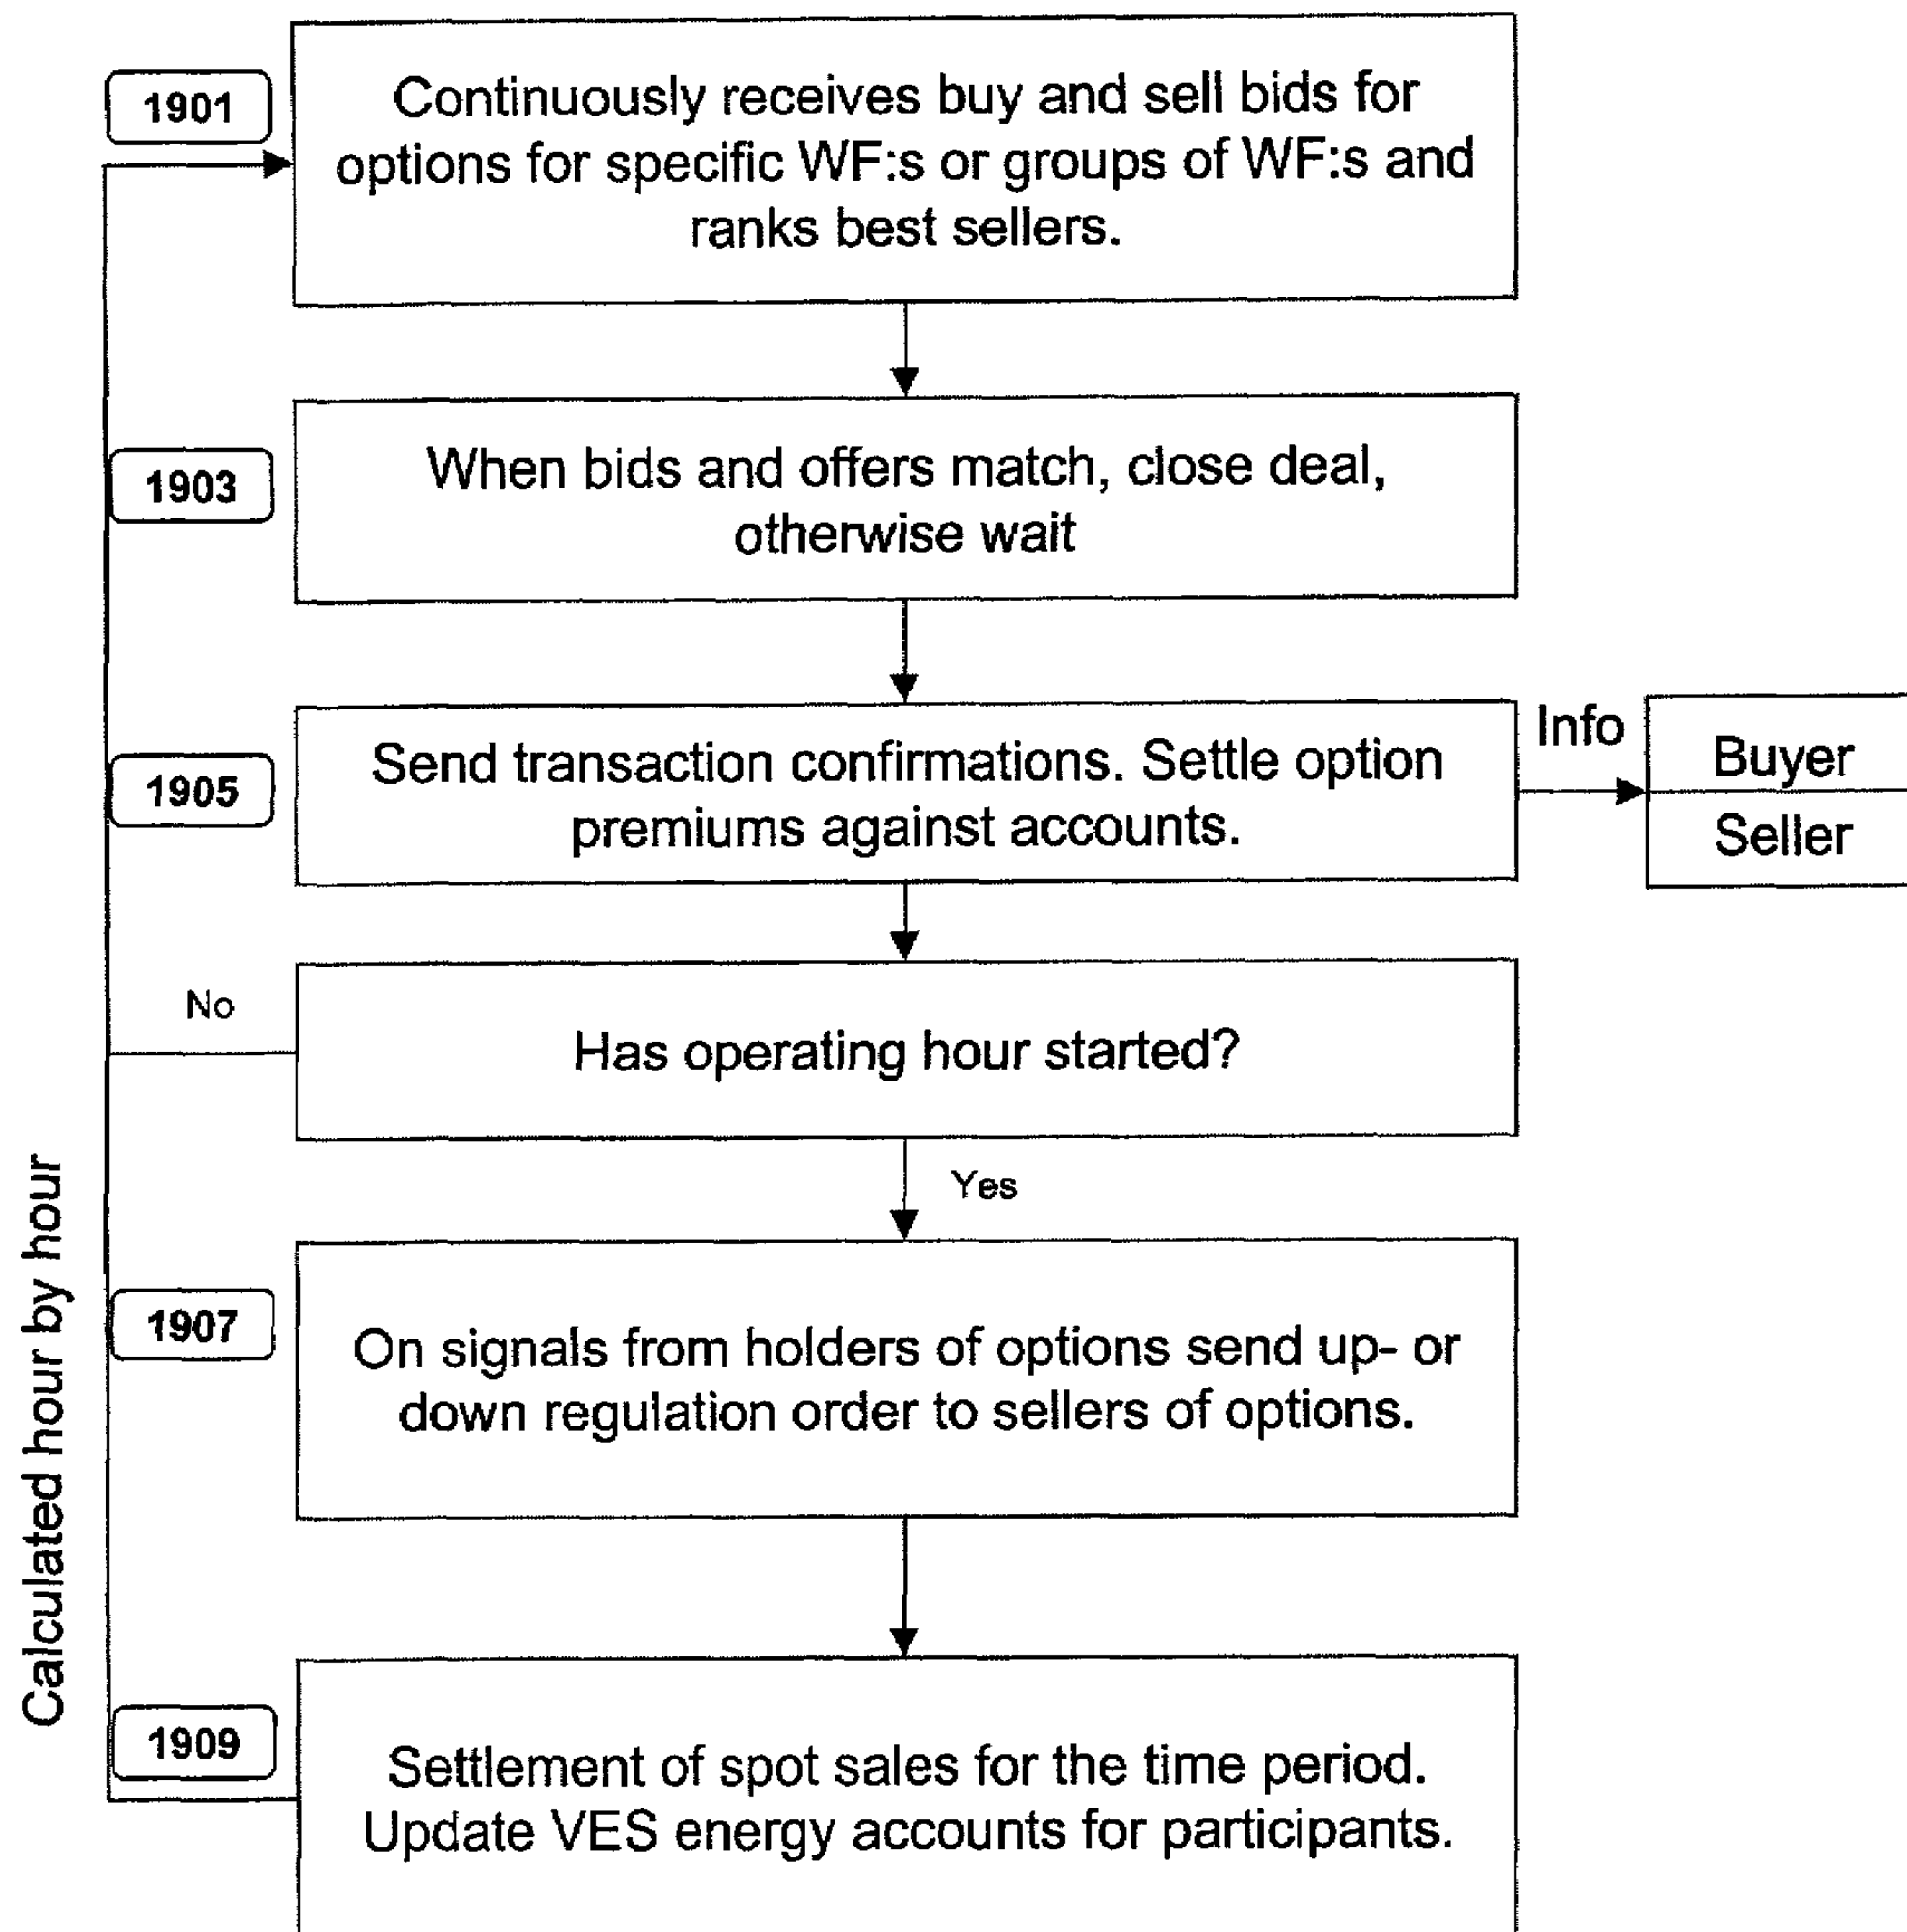 1901
Continuously receives buy and sell bids for
options for specific WF:s or groups of WF:s and
ranks best sellers.
1903
When bids and offers match, close deal,
otherwise wait
1905
Send transaction confirmations. Settle option
premiums against accounts.
Info
Buyer
Seller
No
Has operating hour started?
Yes
Calculated hour by hour
1907
On signals from holders of options send up- or
down regulation order to sellers of options.
1909
Settlement of spot sales for the time period.
Update VES energy accounts for participants.